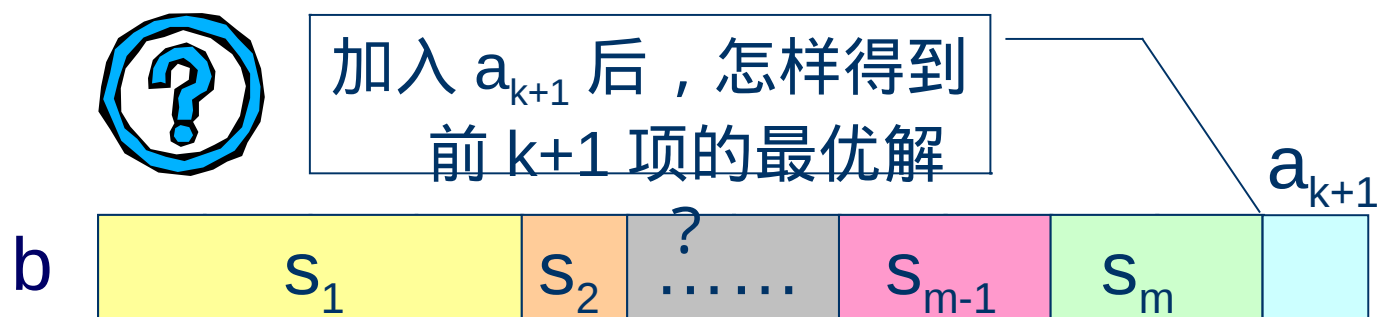 加入 aₖ₊₁ 后，怎样得到
前 k+1 项的最优解
?
aₖ₊₁
b s₁ s₂ …… sₘ₋₁ sₘ